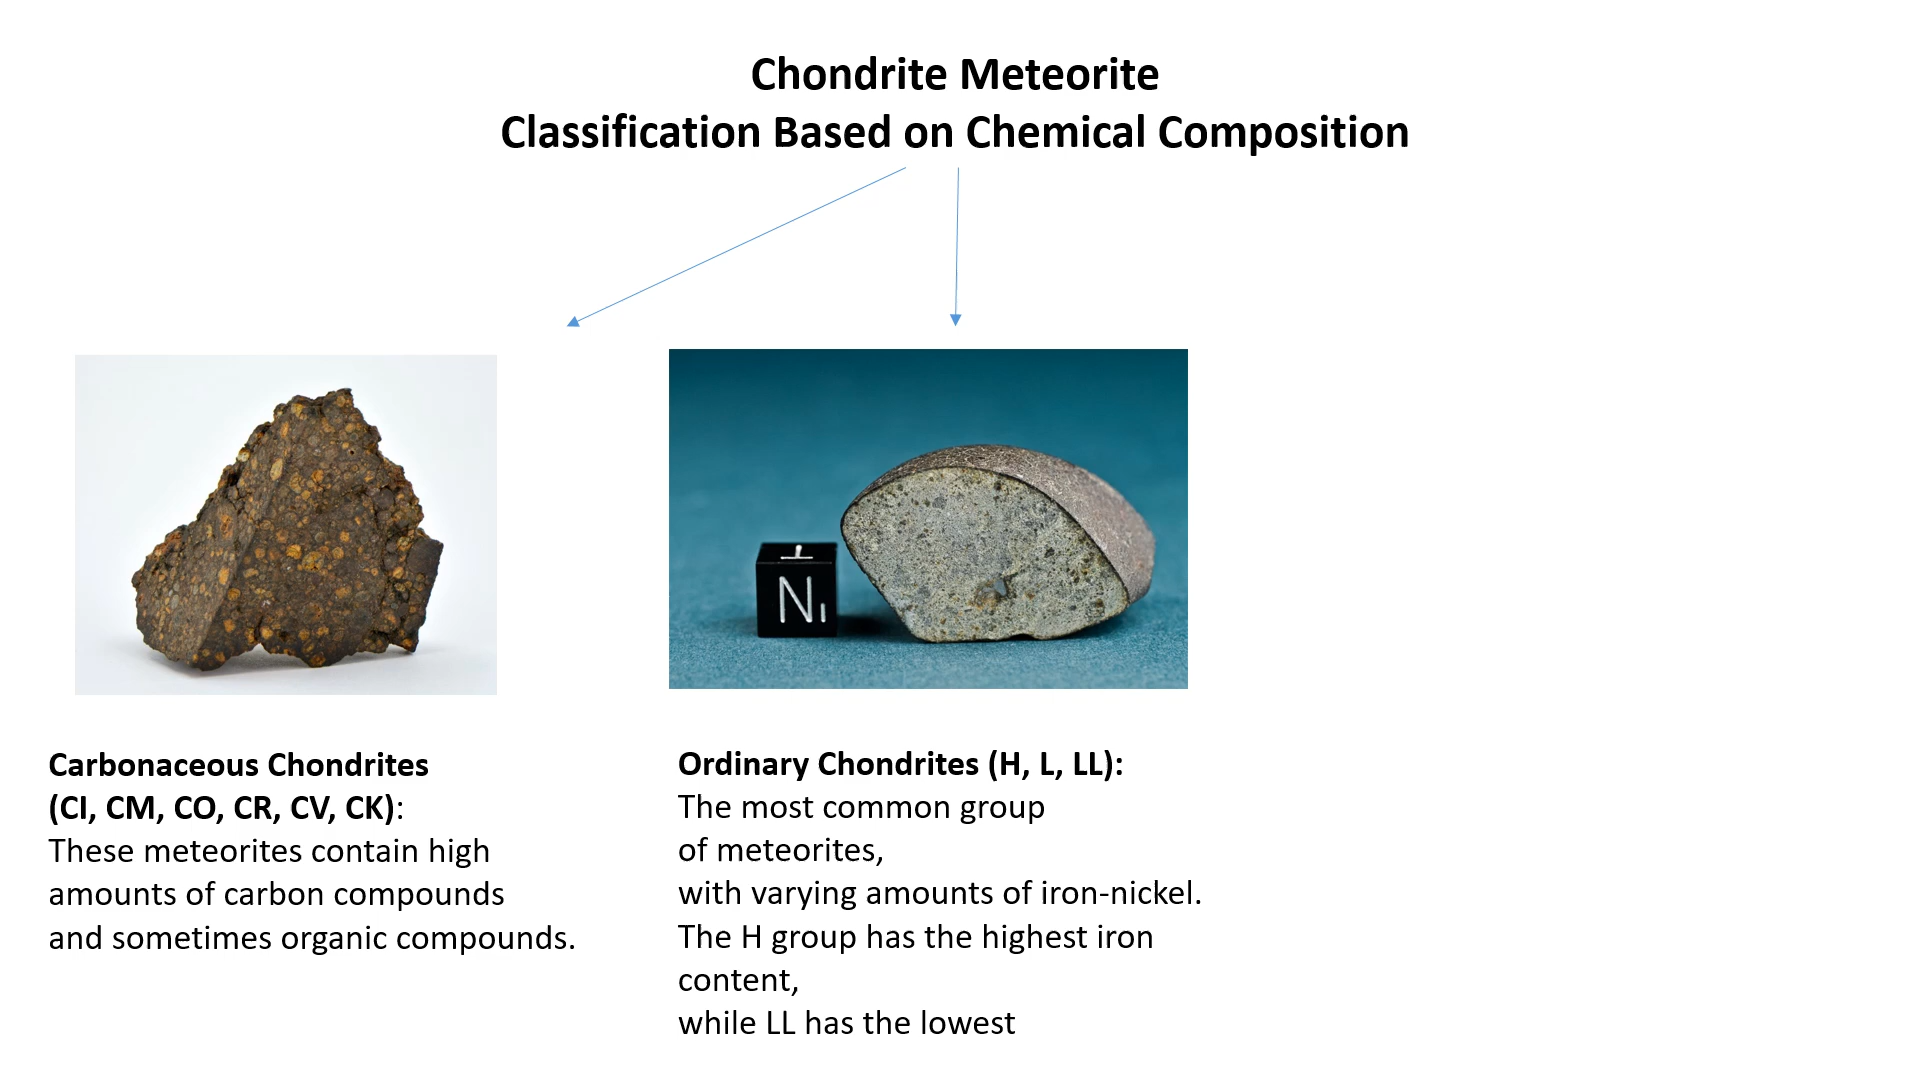 Chondrite Meteorite
Classification Based on Chemical Composition
N
Carbonaceous Chondrites
(CI, CM, CO, CR, CV, CK):
These meteorites contain high
amounts of carbon compounds
and sometimes organic compounds.
Ordinary Chondrites (H, L, LL):
The most common group
of meteorites,
with varying amounts of iron-nickel.
The H group has the highest iron
content,
while LL has the lowest